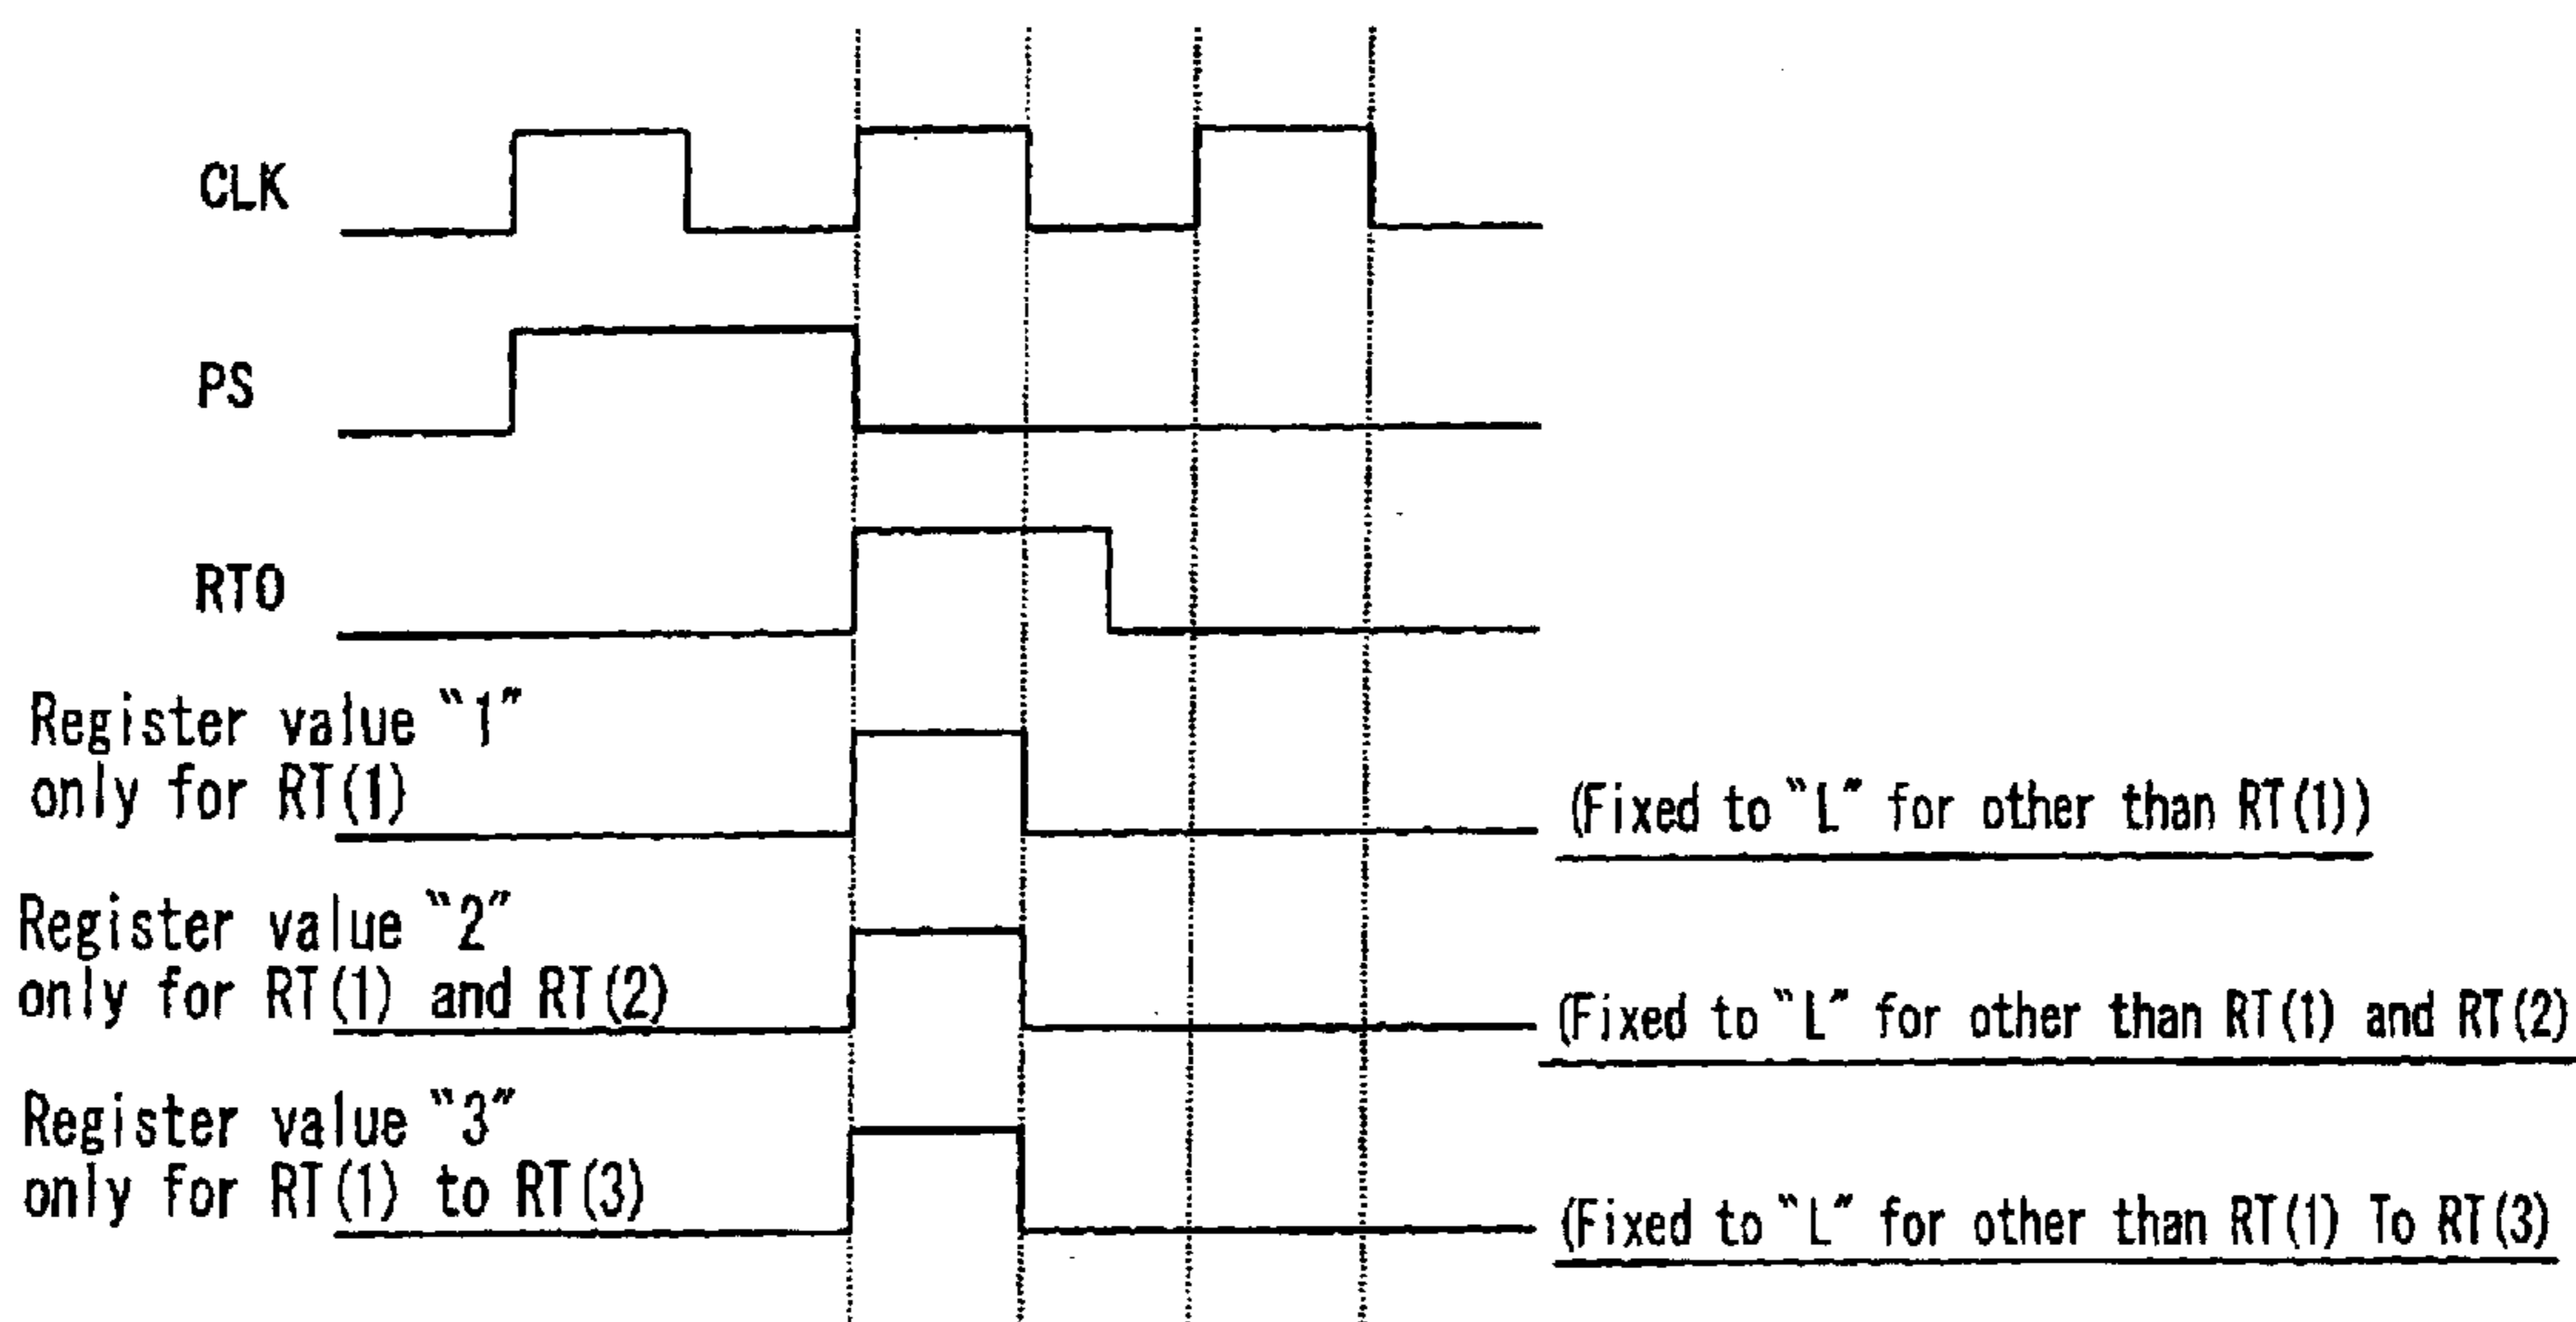 CLK
PS
RT0
Register value “1”
only for RT(1)
(Fixed to “L” for other than RT(1))
Register value “2”
only for RT(1) and RT(2)
(Fixed to “L” for other than RT(1) and RT(2)
Register value “3”
only for RT(1) to RT(3)
(Fixed to “L” for other than RT(1) To RT(3)